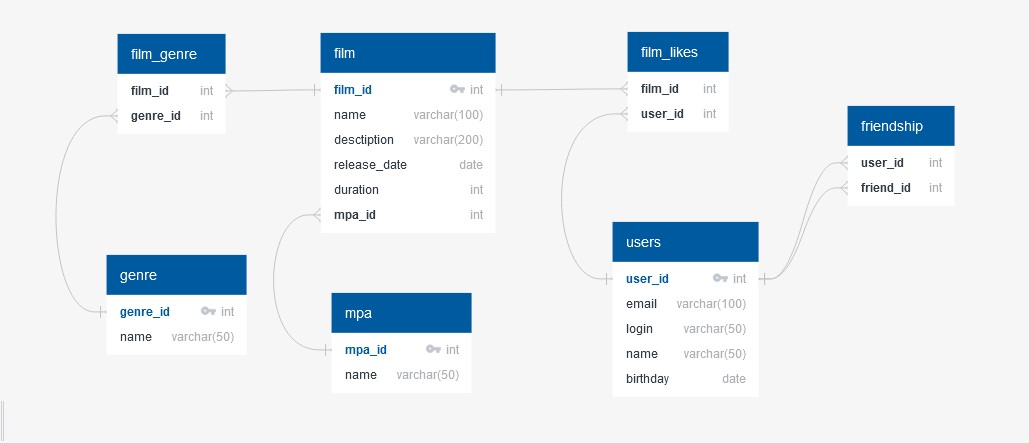 film_genre
film_id int
genre_id int
film
film_id int
name varchar(100)
desctiption varchar(200)
release_date date
duration int
mpa_id int
film_likes
film_id int
user_id int
friendship
user_id int
friend_id int
genre
genre_id int
name varchar(50)
mpa
mpa_id int
name varchar(50)
users
user_id int
email varchar(100)
login varchar(50)
name varchar(50)
birthday date